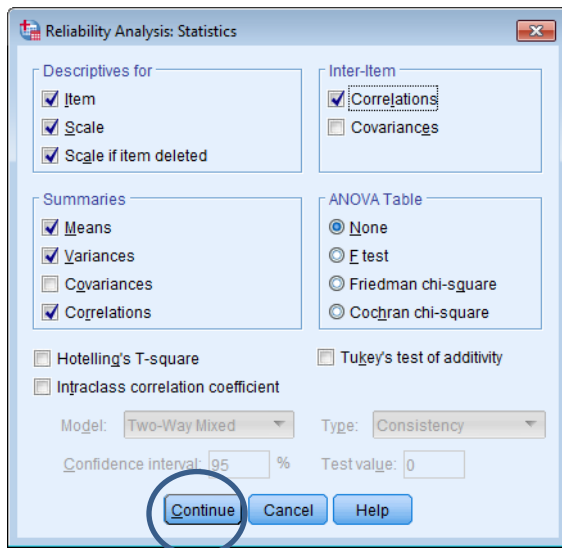 Reliability Analysis: Statistics
Descriptives for
Item
Scale
Scale if item deleted
Inter-Item
Correlations
Covariances
Summaries
Means
Variances
Covariances
Correlations
ANOVA Table
None
F test
Friedman chi-square
Cochran chi-square
Hotelling's T-square
Tukey's test of additivity
Intraclass correlation coefficient
Model: Two-Way Mixed Type: Consistency
Confidence interval: 95 % Test value: 0
Continue Cancel Help